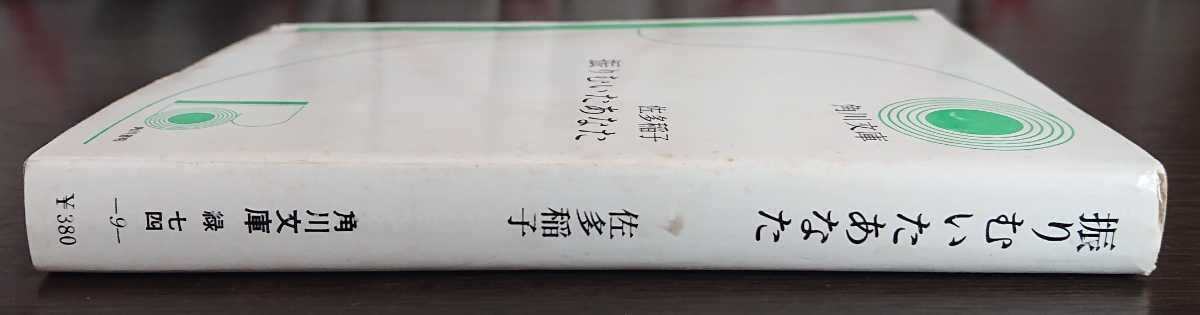 振りむいたあなた
佐多稲子
角川文庫
緑 七四
―9―
¥380
角川文庫
振りむいたあなた
佐多稲子